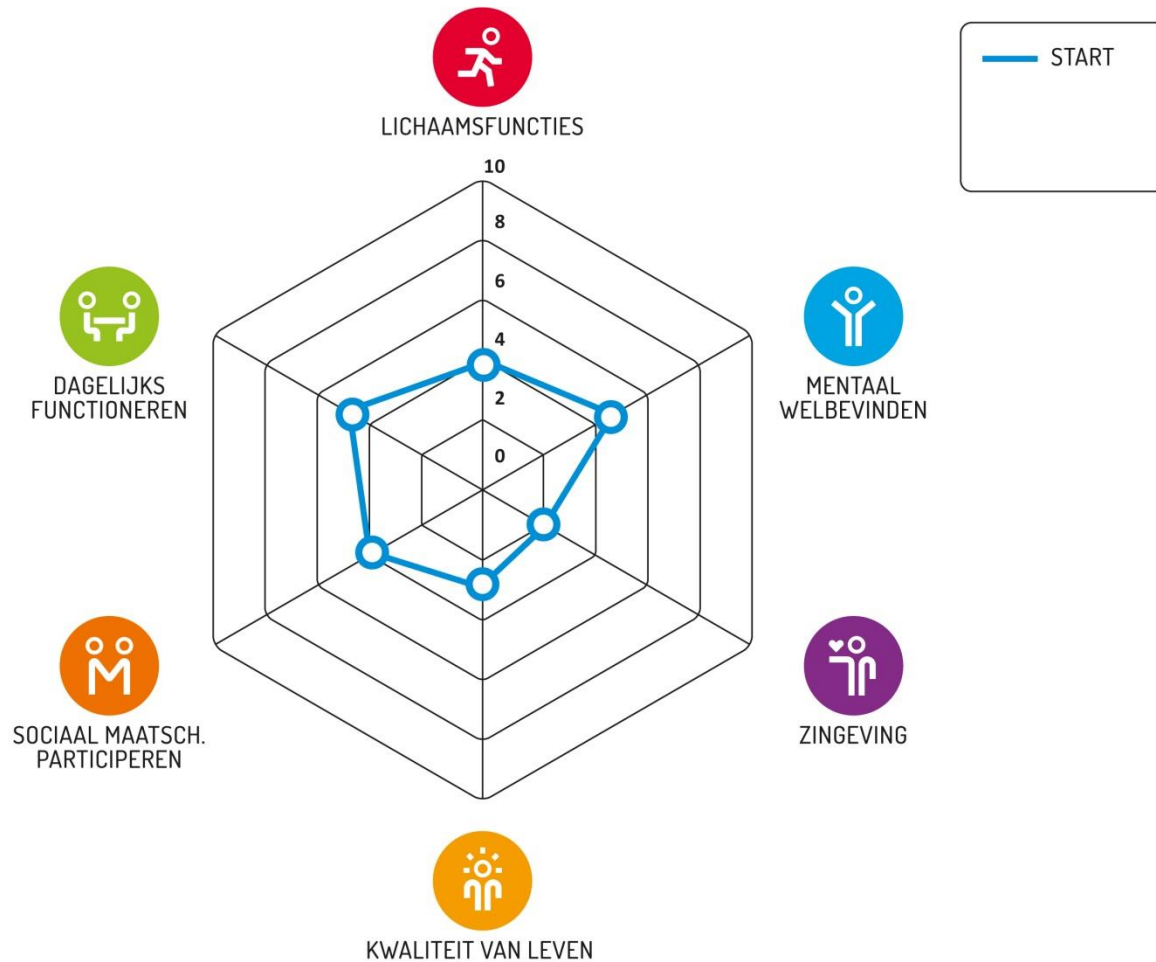 START
LICHAAMSFUNCTIES
10
8
6
4
2
0
DAGELIJKS
FUNCTIONEREN
MENTAAL
WELBEVINDEN
SOCIAAL MAATSCH.
PARTICIPEREN
ZINGEVING
KWALITEIT VAN LEVEN